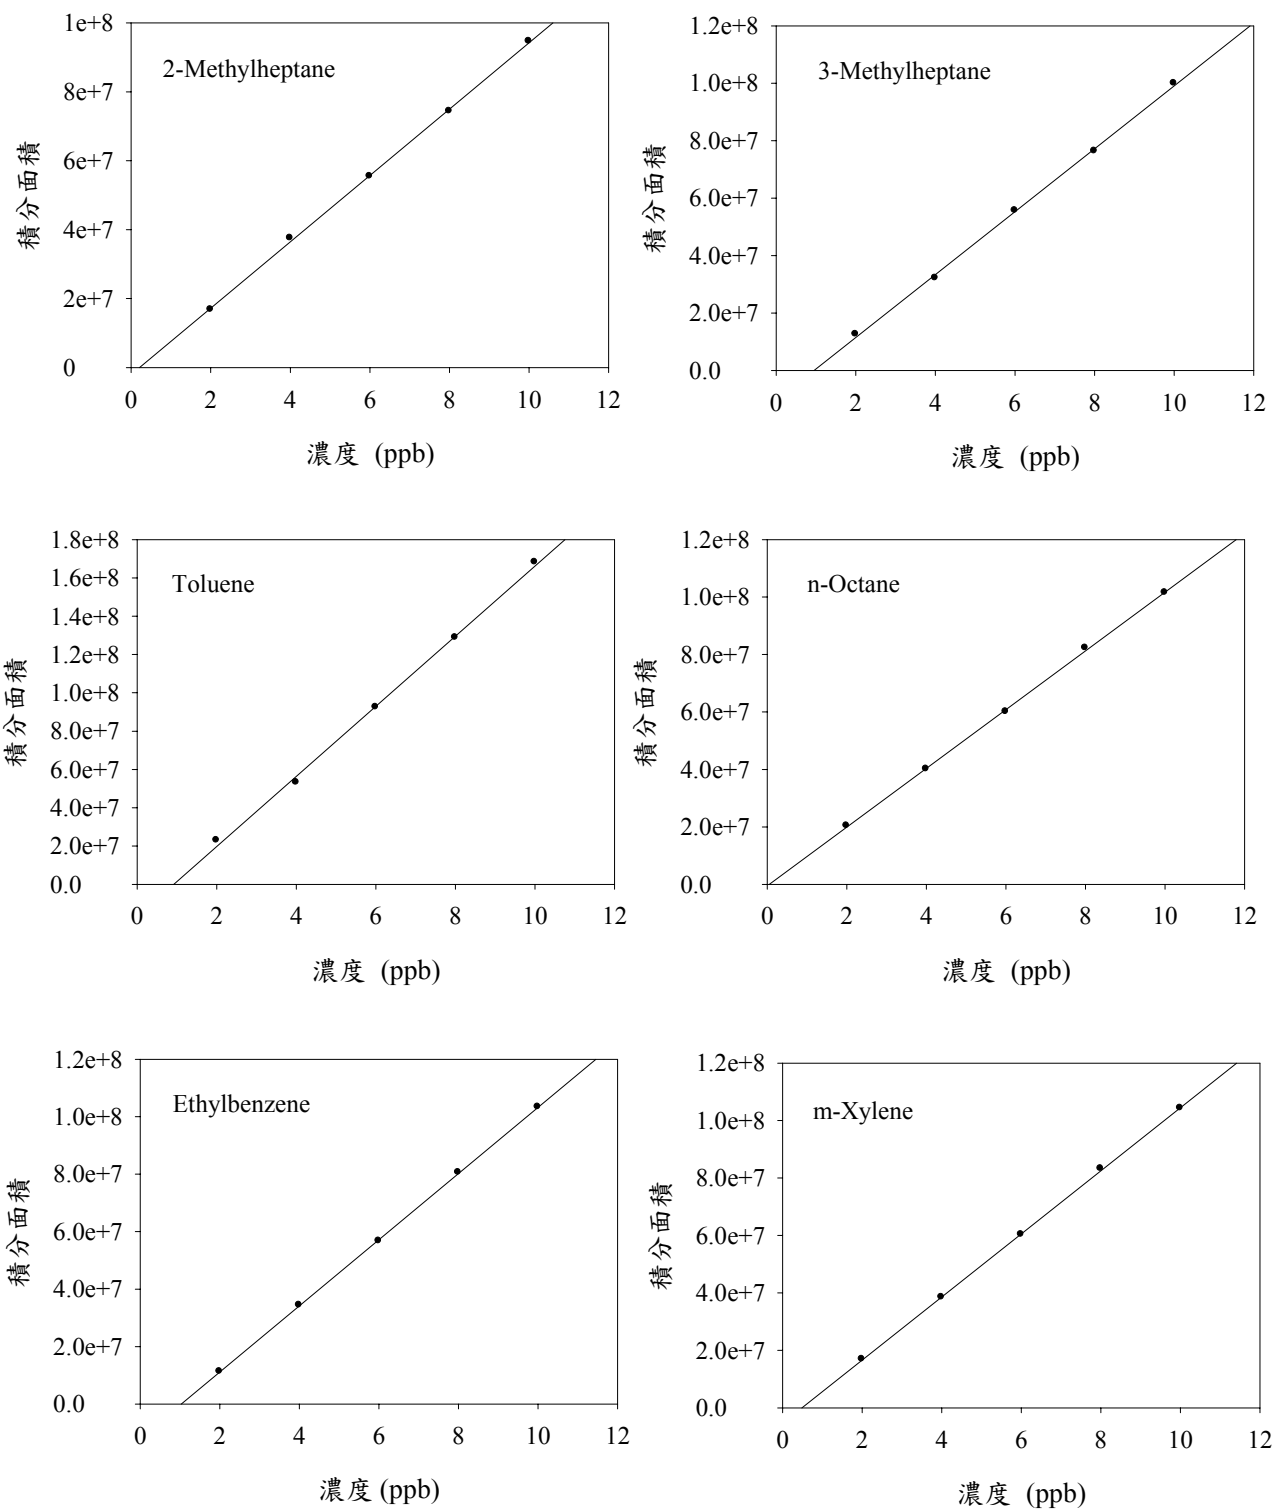 1e+8
8e+7
6e+7
4e+7
2e+7
0
2-Methylheptane
積分面積
0 2 4 6 8 10 12
濃度 (ppb)
1.2e+8
1.0e+8
8.0e+7
6.0e+7
4.0e+7
2.0e+7
0.0
3-Methylheptane
積分面積
0 2 4 6 8 10 12
濃度 (ppb)
1.8e+8
1.6e+8
1.4e+8
1.2e+8
1.0e+8
8.0e+7
6.0e+7
4.0e+7
2.0e+7
0.0
Toluene
積分面積
0 2 4 6 8 10 12
濃度 (ppb)
1.2e+8
1.0e+8
8.0e+7
6.0e+7
4.0e+7
2.0e+7
0.0
n-Octane
積分面積
0 2 4 6 8 10 12
濃度 (ppb)
1.2e+8
1.0e+8
8.0e+7
6.0e+7
4.0e+7
2.0e+7
0.0
Ethylbenzene
積分面積
0 2 4 6 8 10 12
濃度 (ppb)
1.2e+8
1.0e+8
8.0e+7
6.0e+7
4.0e+7
2.0e+7
0.0
m-Xylene
積分面積
0 2 4 6 8 10 12
濃度 (ppb)